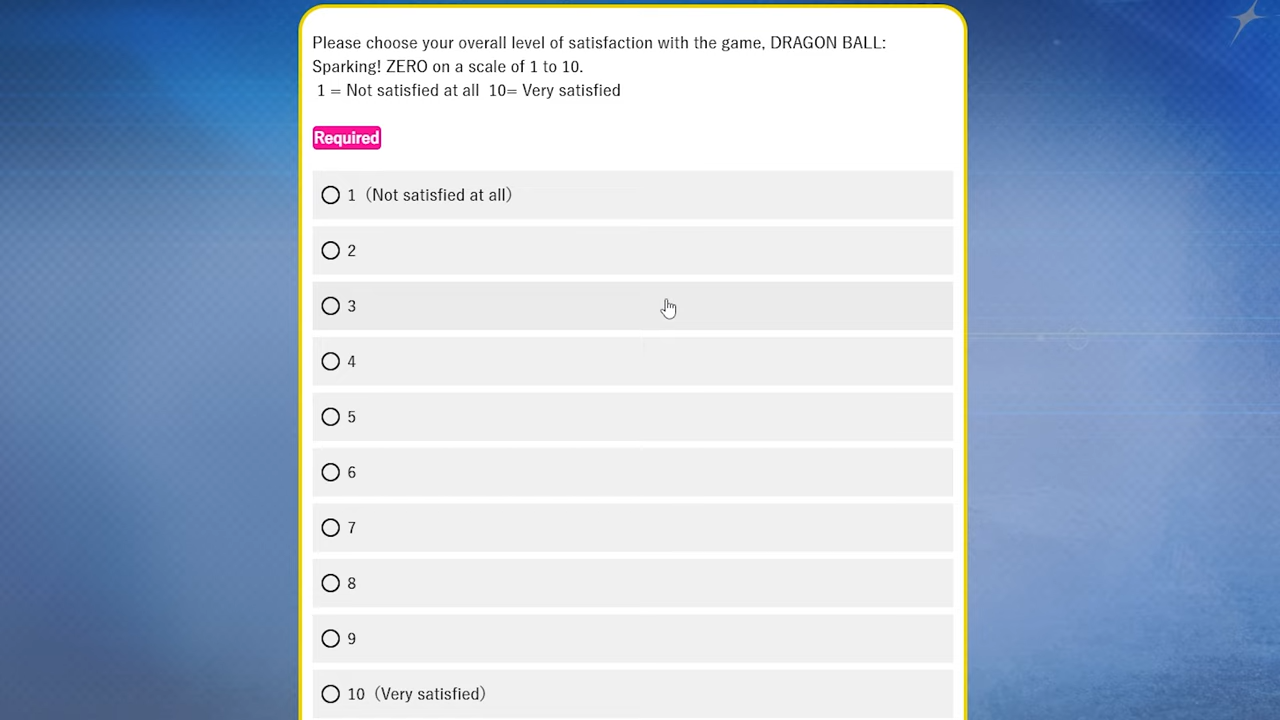 Please choose your overall level of satisfaction with the game, DRAGON BALL:
Sparking! ZERO on a scale of 1 to 10.
1 = Not satisfied at all  10= Very satisfied
Required
1（Not satisfied at all）
2
3
4
5
6
7
8
9
10（Very satisfied）